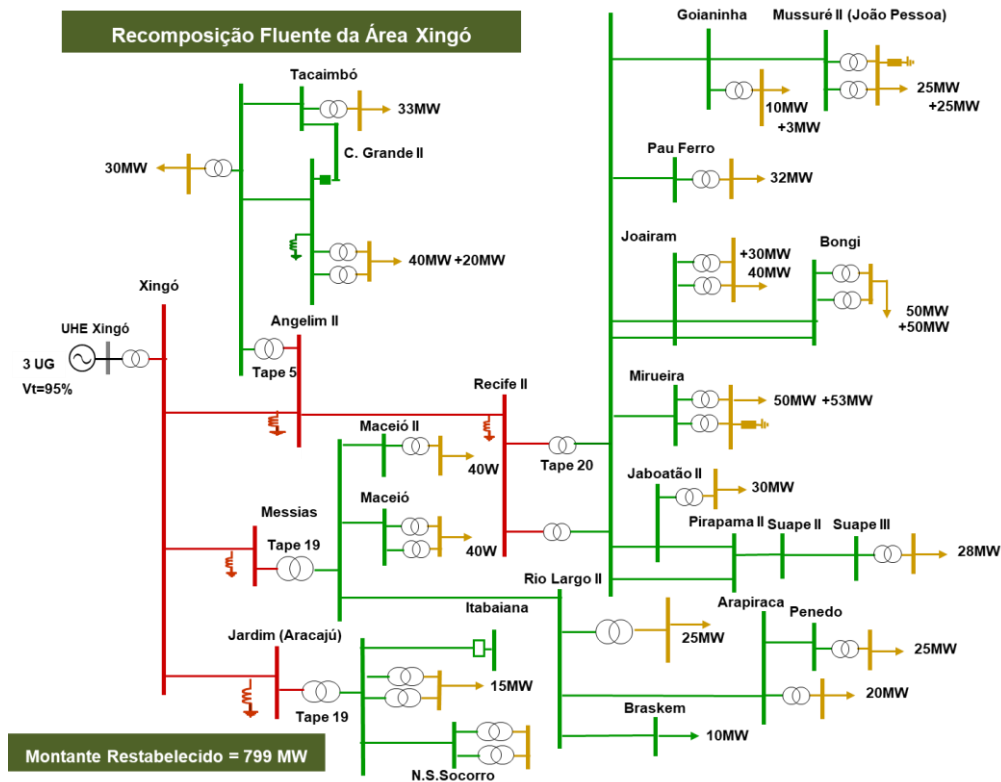 Recomposição Fluente da Área Xingó
Goianinha
Mussuré II (João Pessoa)
Tacaimbó
33MW
25MW
+25MW
10MW
+3MW
C. Grande II
30MW
Pau Ferro
32MW
Joairam
+30MW
40MW
Bongi
50MW
+50MW
40MW +20MW
Xingó
UHE Xingó
3 UG
Vt=95%
Angelim II
Tape 5
Recife II
Mirueira
50MW +53MW
Tape 20
Maceió II
40W
Jaboatão II
30MW
Maceió
40W
Messias
Tape 19
Pirapama II
Suape II
Suape III
28MW
Rio Largo II
25MW
Itabaiana
Arapiraca
Penedo
25MW
Jardim (Aracajú)
Tape 19
15MW
20MW
Braskem
10MW
N.S.Socorro
Montante Restabelecido = 799 MW